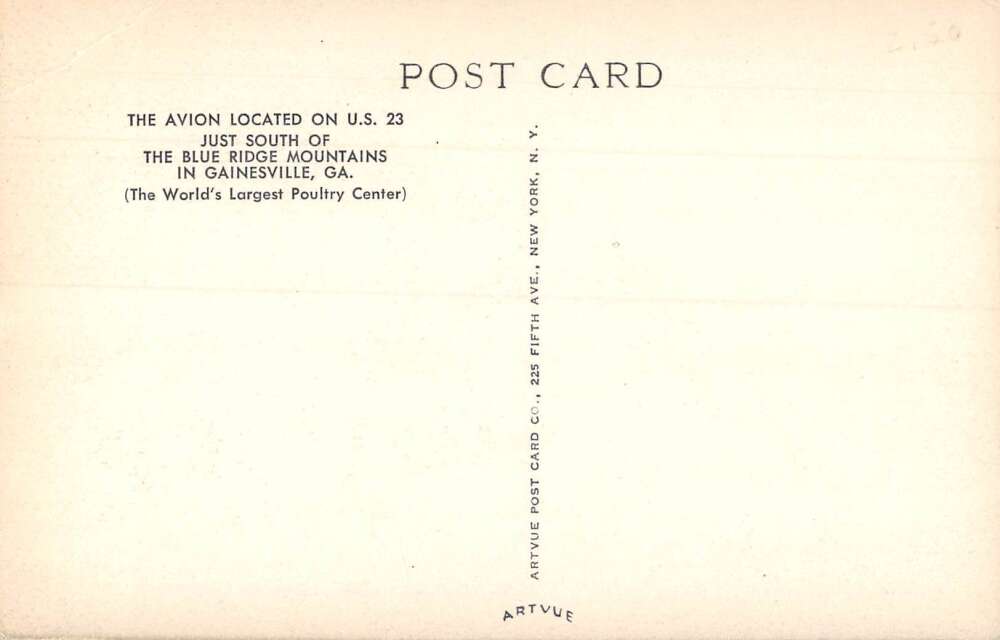 POST CARD
THE AVION LOCATED ON U.S. 23
JUST SOUTH OF
THE BLUE RIDGE MOUNTAINS
IN GAINESVILLE, GA.
(The World's Largest Poultry Center)
ARTVUE POST CARD CO., 225 FIFTH AVE., NEW YORK, N. Y.
ARTVUE